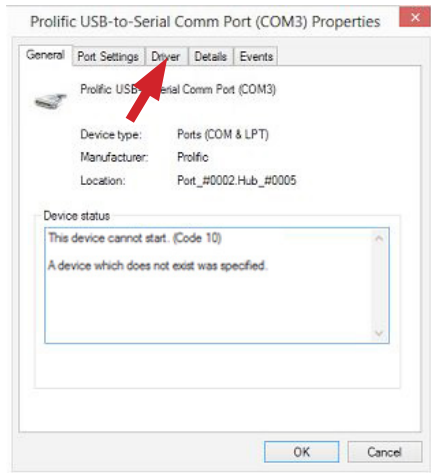 Prolific USB-to-Serial Comm Port (COM3) Properties
General Port Settings Driver Details Events
Prolific USB- Serial Comm Port (COM3)
Device type: Ports (COM & LPT)
Manufacturer: Prolific
Location: Port_#0002.Hub_#0005
Device status
This device cannot start. (Code 10)
A device which does not exist was specified.
OK Cancel